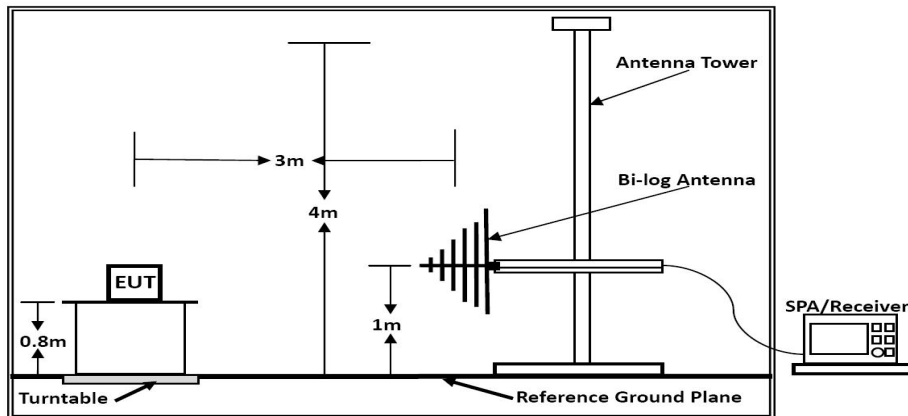 Antenna Tower
3m
Bi-log Antenna
4m
EUT
1m
0.8m
SPA/Receiver
Turntable
Reference Ground Plane